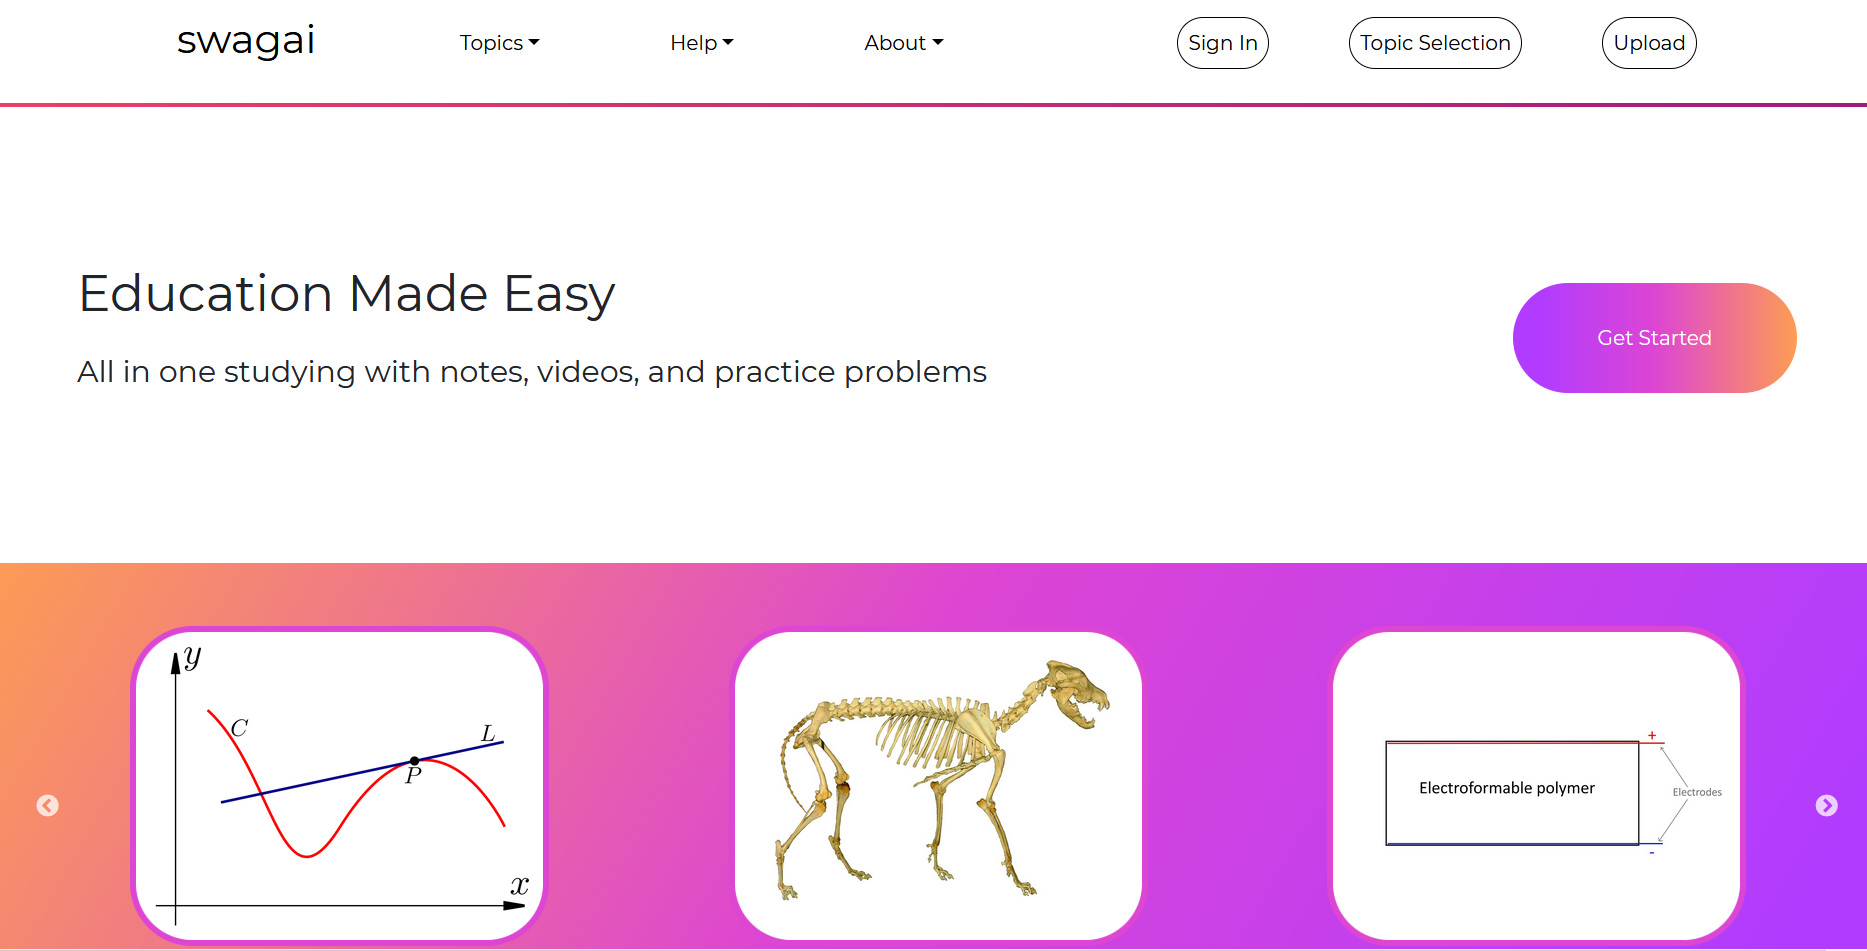 swagai
Topics
Help
About
Sign In
Topic Selection
Upload
Education Made Easy
All in one studying with notes, videos, and practice problems
Get Started
y
C
L
P
x
+
Electroformable polymer
Electrodes
-